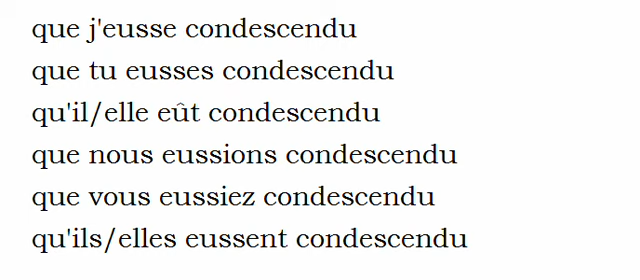 que j'eusse condescendu
que tu eusses condescendu
qu'il/elle eût condescendu
que nous eussions condescendu
que vous eussiez condescendu
qu'ils/elles eussent condescendu